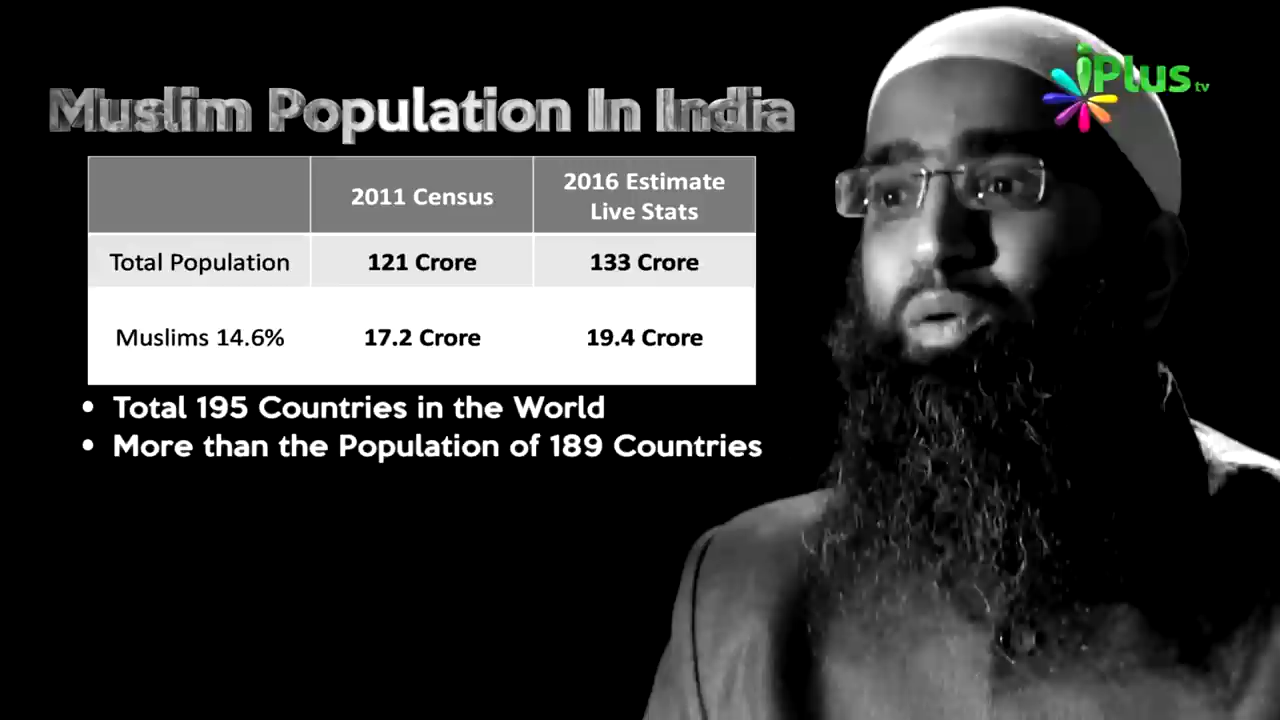 iPlus tv
Muslim Population In India
2011 Census
2016 Estimate
Live Stats
Total Population
121 Crore
133 Crore
Muslims 14.6%
17.2 Crore
19.4 Crore
• Total 195 Countries in the World
• More than the Population of 189 Countries